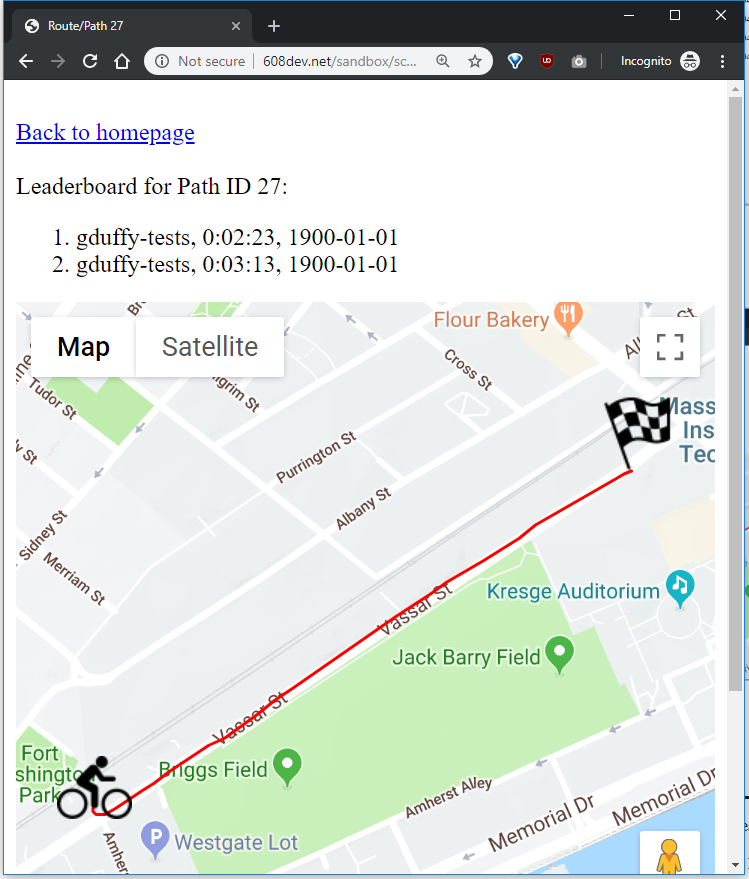 Route/Path 27
Not secure | 608dev.net/sandbox/sc...
Incognito
Back to homepage
Leaderboard for Path ID 27:
1. gduffy-tests, 0:02:23, 1900-01-01
2. gduffy-tests, 0:03:13, 1900-01-01
Map
Satellite
Flour Bakery
Cross St
Tudor St
Purrington St
Albany St
Mass
Ins
Tec
Sidney St
Merriam St
Kresge Auditorium
Vassar St
Jack Barry Field
Vassar St
Fort
shington
Park
Briggs Field
Amherst Alley
Memorial Dr
Memorial Dr
Westgate Lot
Amhers